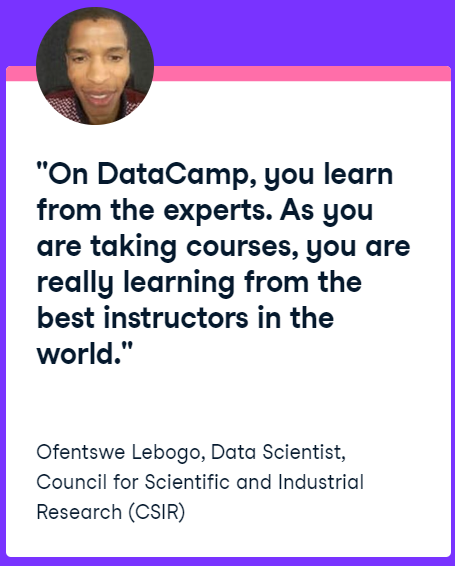 "On DataCamp, you learn
from the experts. As you
are taking courses, you are
really learning from the
best instructors in the
world."
Ofentswe Lebogo, Data Scientist,
Council for Scientific and Industrial
Research (CSIR)